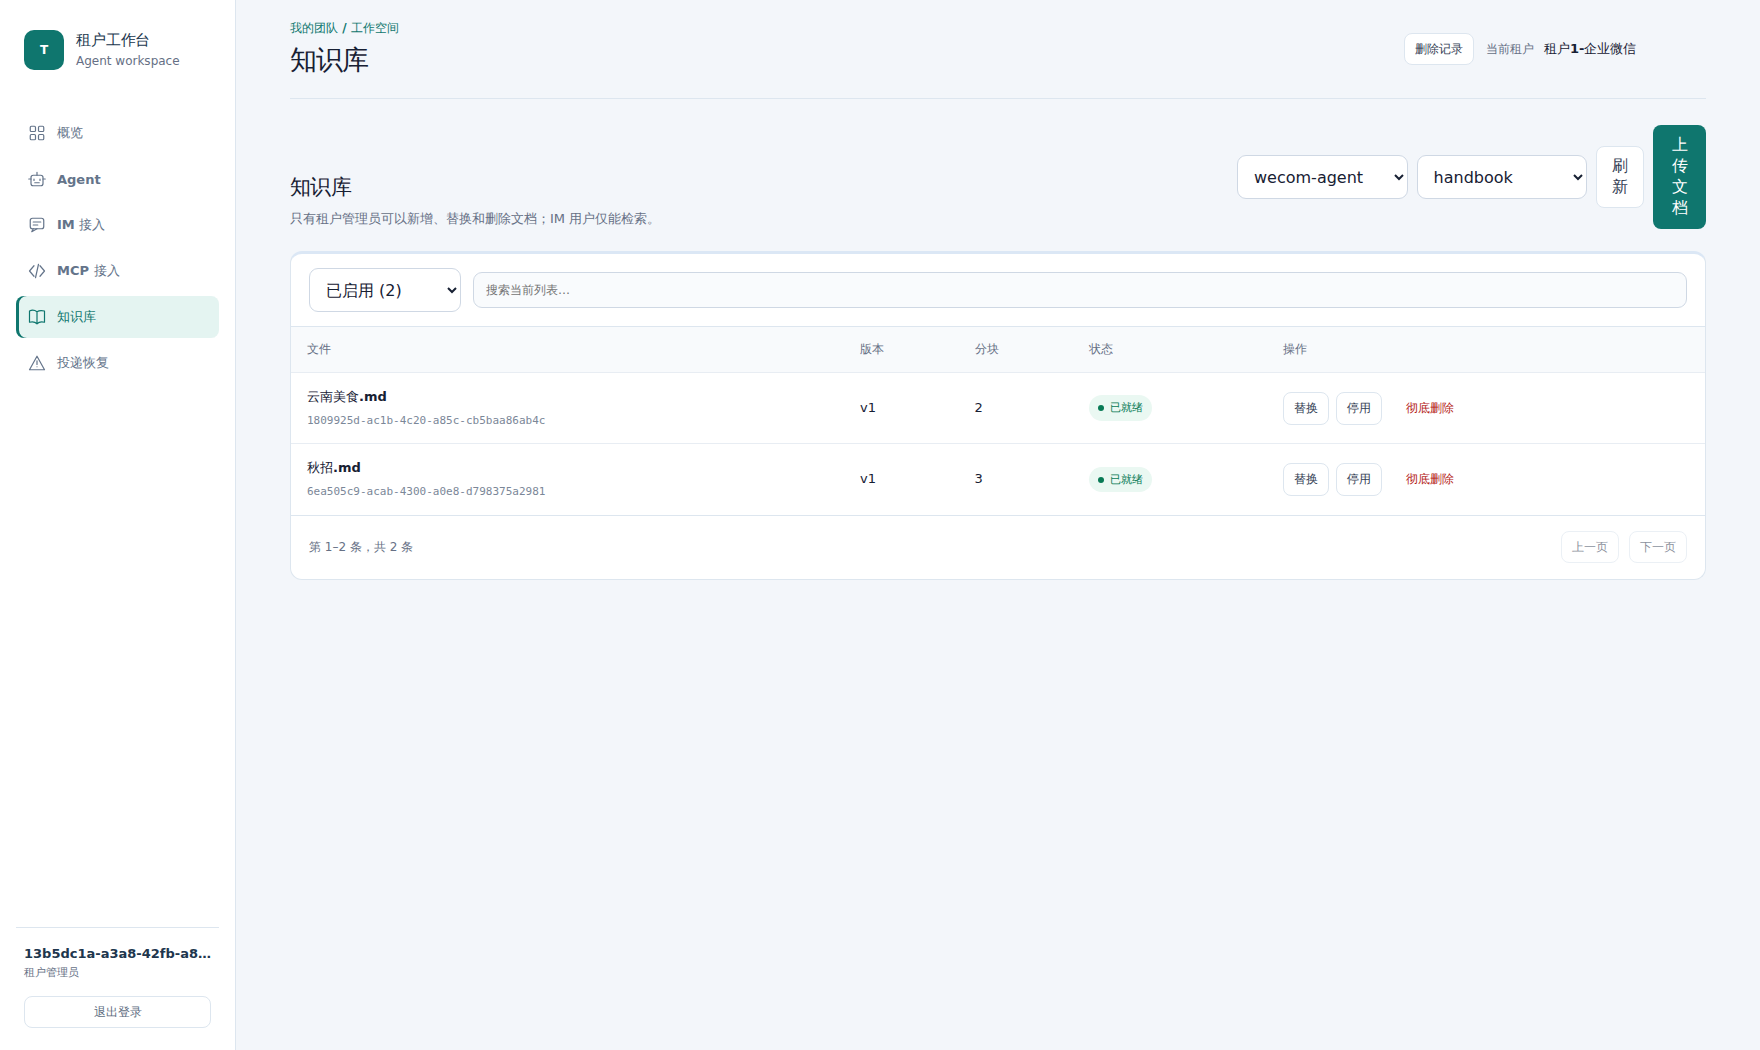 T
租户工作台
Agent workspace
概览
Agent
IM 接入
MCP 接入
知识库
投递恢复
13b5dc1a-a3a8-42fb-a8...
租户管理员
退出登录
我的团队 / 工作空间
知识库
删除记录 当前租户 租户1-企业微信
知识库
只有租户管理员可以新增、替换和删除文档；IM 用户仅能检索。
wecom-agent
handbook
刷新
上传文档
已启用 (2)
搜索当前列表...
文件 版本 分块 状态 操作
云南美食.md
1809925d-ac1b-4c20-a85c-cb5baa86ab4c
v1 2 已就绪 替换 停用 彻底删除
秋招.md
6ea505c9-acab-4300-a0e8-d798375a2981
v1 3 已就绪 替换 停用 彻底删除
第 1–2 条，共 2 条
上一页 下一页